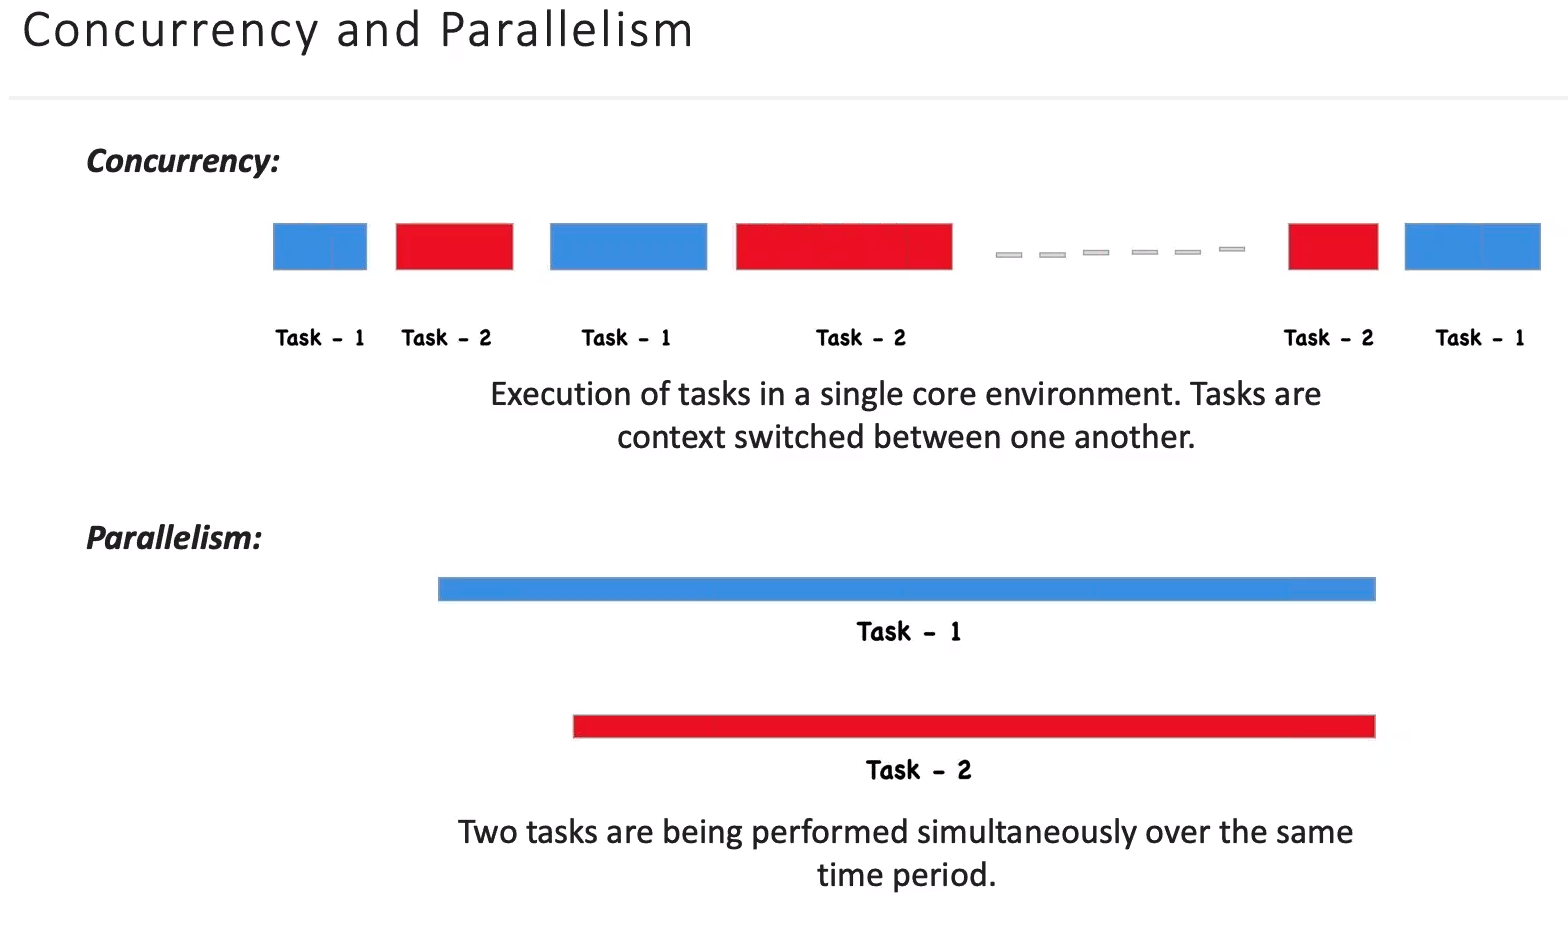 Concurrency and Parallelism
Concurrency:
Task - 1 Task - 2 Task - 1 Task - 2 Task - 2 Task - 1
Execution of tasks in a single core environment. Tasks are
context switched between one another.
Parallelism:
Task - 1
Task - 2
Two tasks are being performed simultaneously over the same
time period.